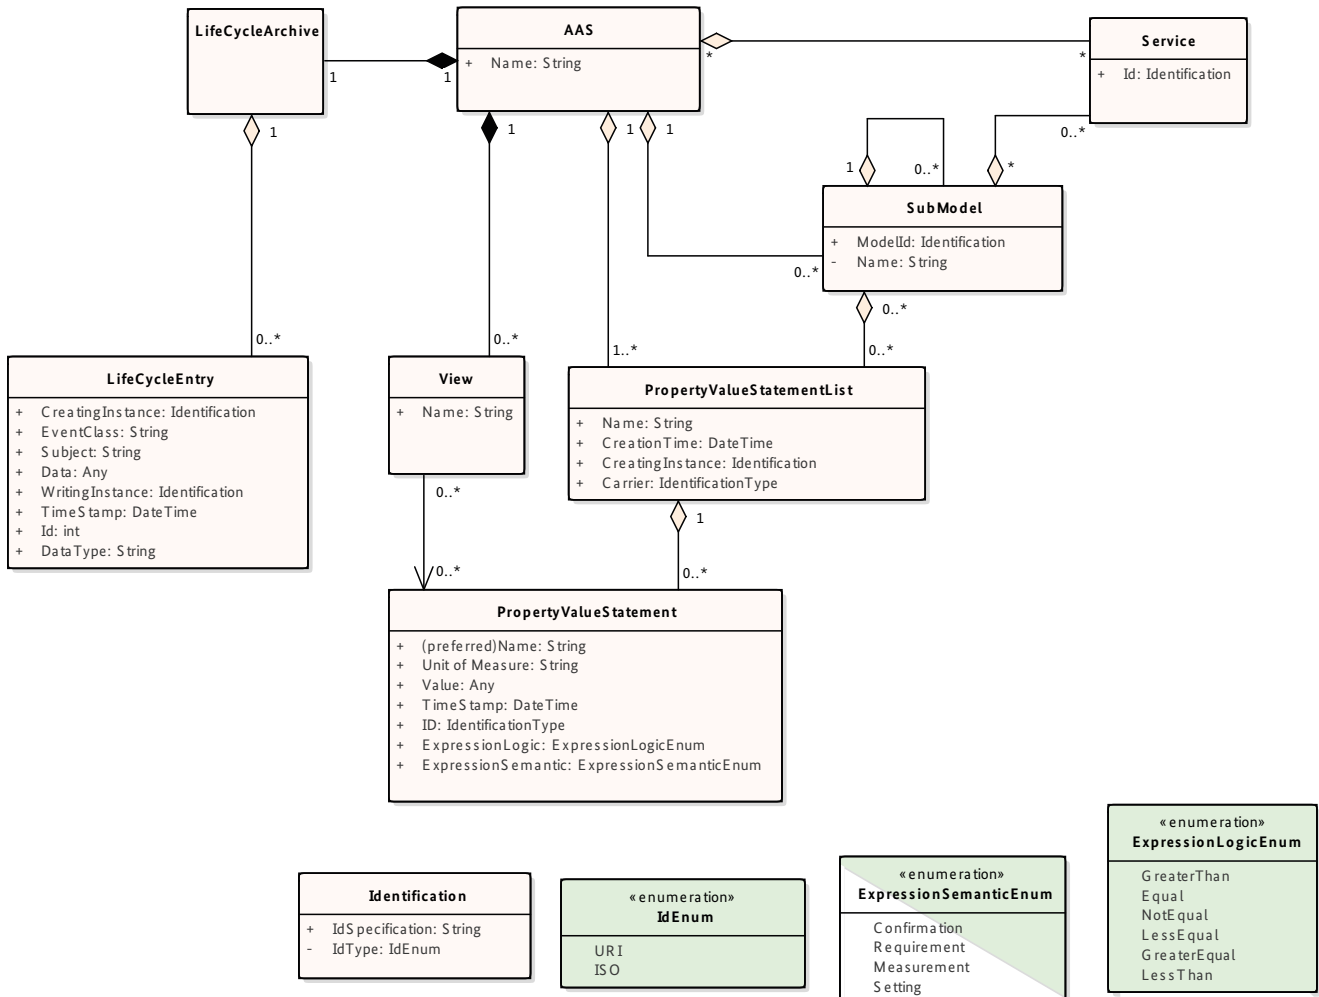 LifeCycleArchive
AAS
+ Name: String
Service
+ Id: Identification
1
1
*
*
1
1
1
1
0..*
1
0..*
*
SubModel
+ ModelId: Identification
- Name: String
0..*
0..*
0..*
0..*
1..*
0..*
LifeCycleEntry
+ CreatingInstance: Identification
+ EventClass: String
+ Subject: String
+ Data: Any
+ WritingInstance: Identification
+ TimeStamp: DateTime
+ Id: int
+ DataType: String
View
+ Name: String
PropertyValueStatementList
+ Name: String
+ CreationTime: DateTime
+ CreatingInstance: Identification
+ Carrier: IdentificationType
0..*
1
0..*
0..*
PropertyValueStatement
+ (preferred)Name: String
+ Unit of Measure: String
+ Value: Any
+ TimeStamp: DateTime
+ ID: IdentificationType
+ ExpressionLogic: ExpressionLogicEnum
+ ExpressionSemantic: ExpressionSemanticEnum
Identification
+ IdSpecification: String
- IdType: IdEnum
«enumeration»
IdEnum
URI
ISO
«enumeration»
ExpressionSemanticEnum
Confirmation
Requirement
Measurement
Setting
«enumeration»
ExpressionLogicEnum
GreaterThan
Equal
NotEqual
LessEqual
GreaterEqual
LessThan